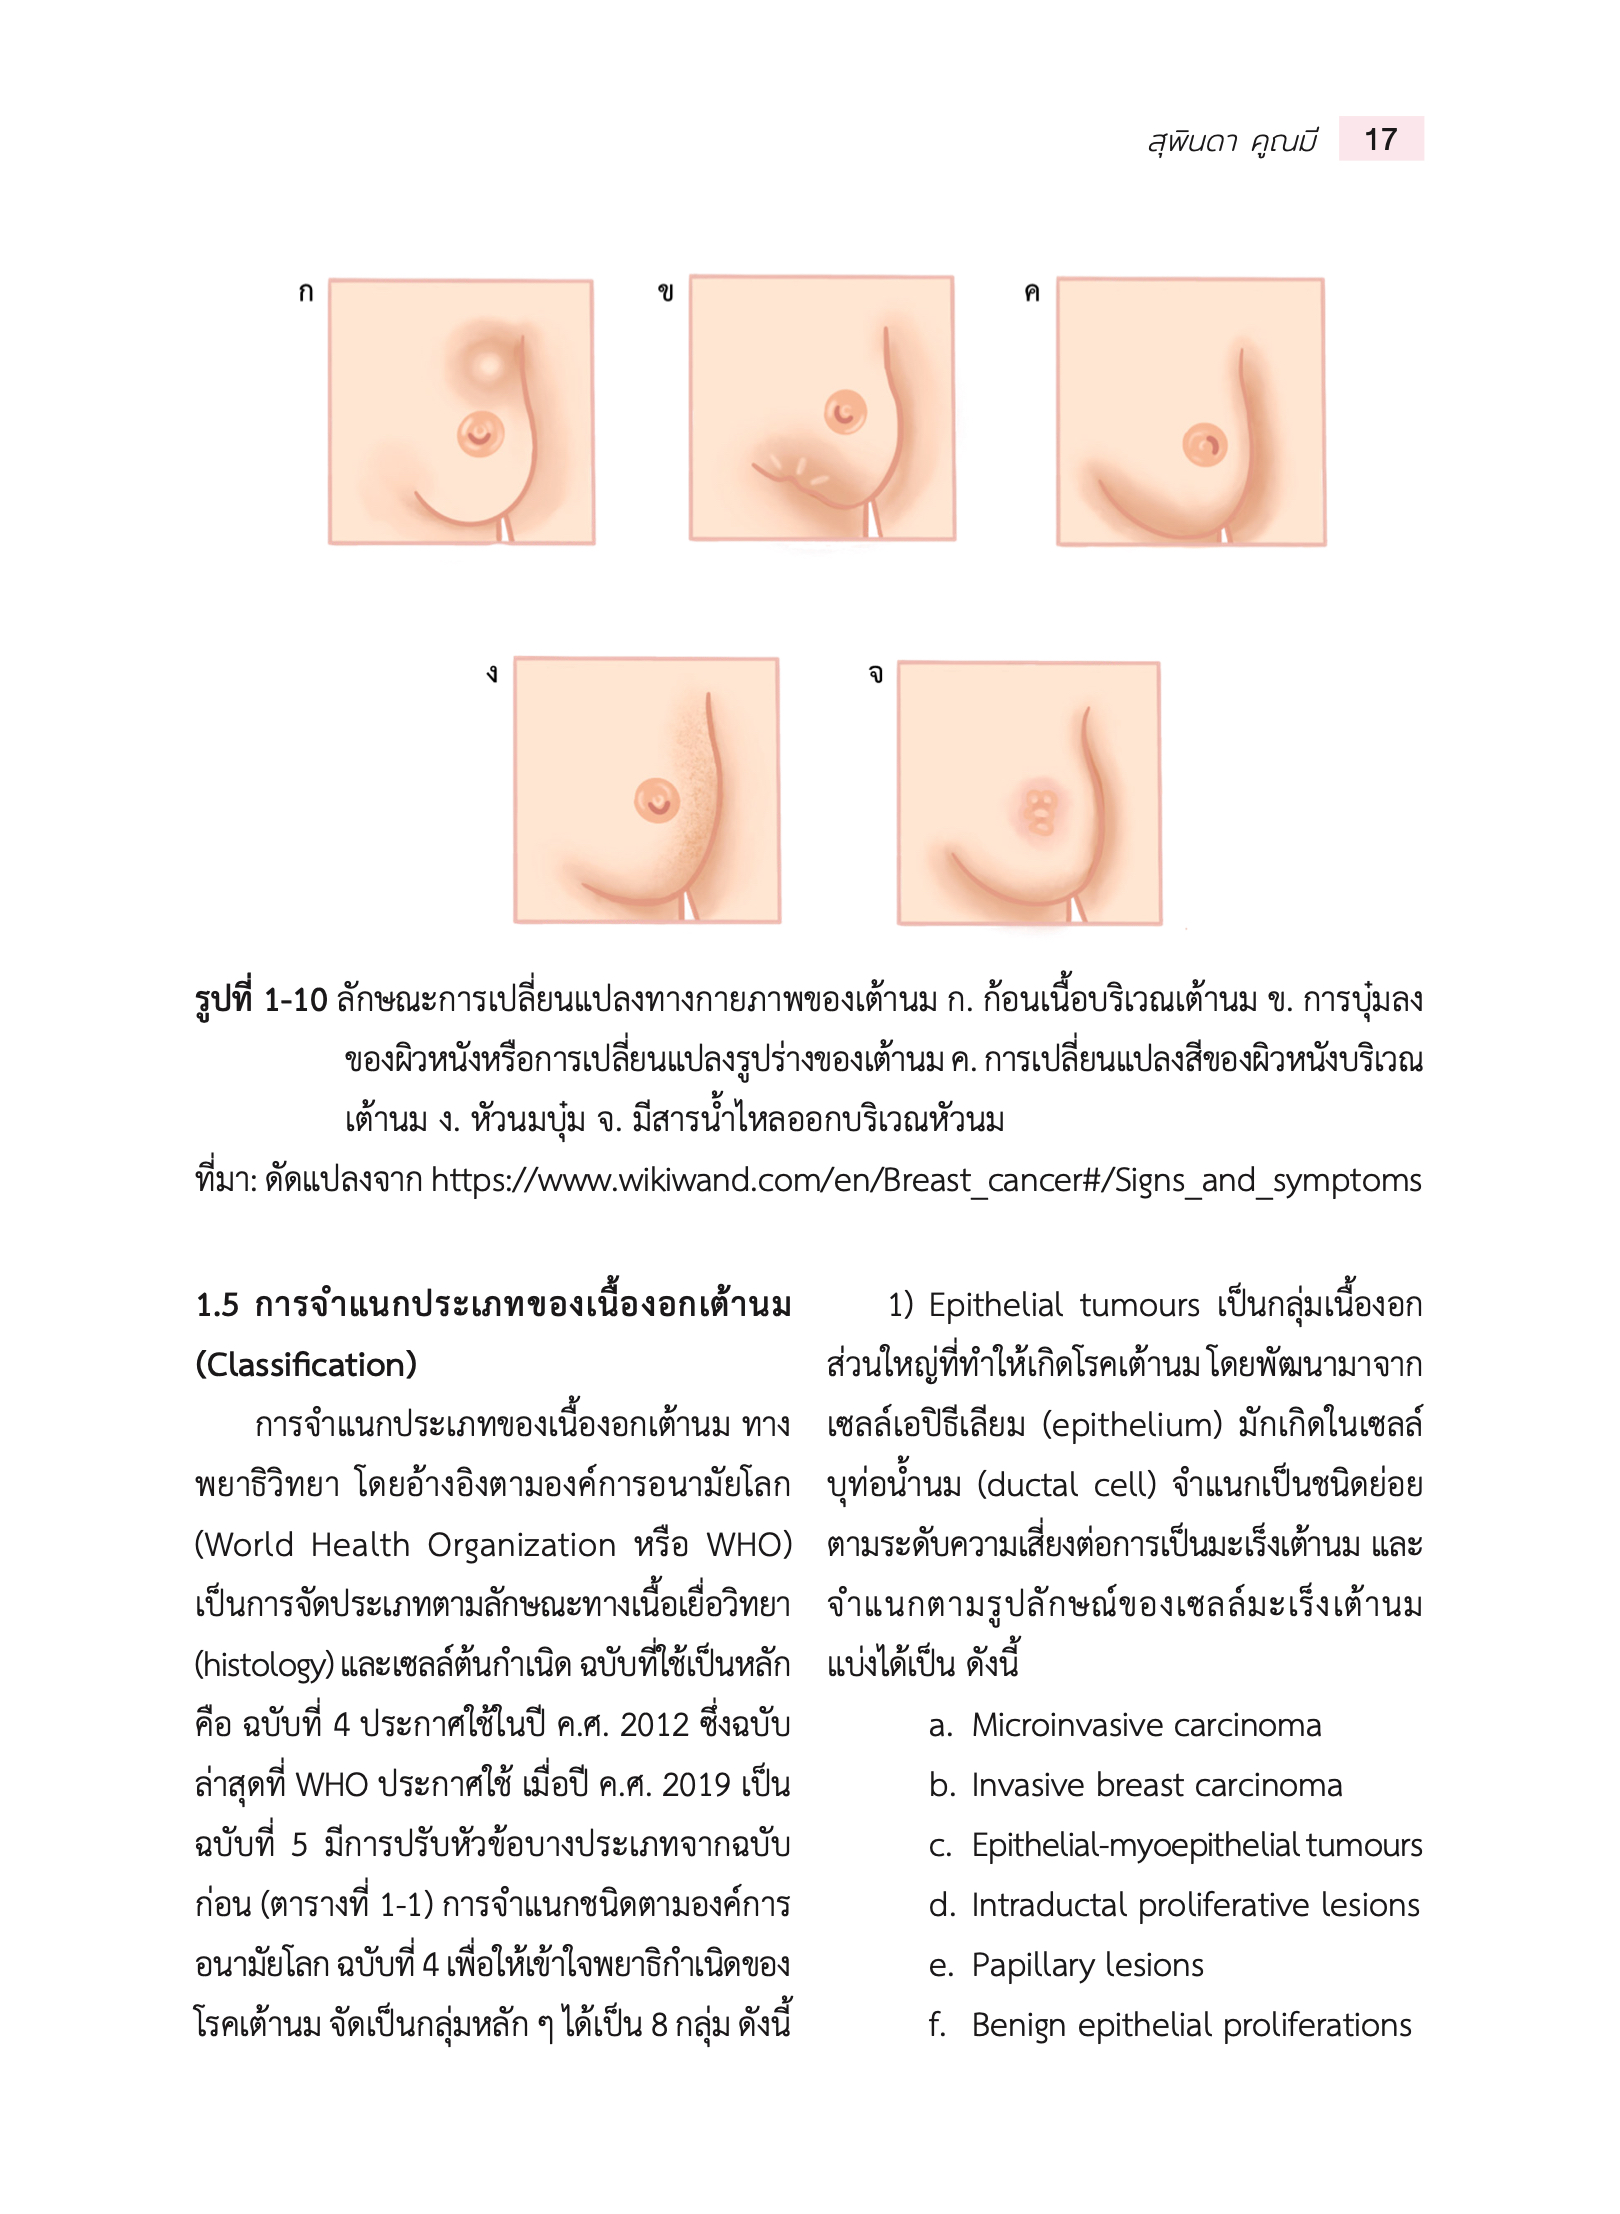 สุพินดา คูณมี 17
ก
ข
ค
ง
จ
รูปที่ 1-10 ลักษณะการเปลี่ยนแปลงทางกายภาพของเต้านม ก. ก้อนเนื้อบริเวณเต้านม ข. การบุ๋มลง
ของผิวหนังหรือการเปลี่ยนแปลงรูปร่างของเต้านม ค. การเปลี่ยนแปลงสีของผิวหนังบริเวณ
เต้านม ง. หัวนมบุ๋ม จ. มีสารน้ำไหลออกบริเวณหัวนม
ที่มา: ดัดแปลงจาก https://www.wikiwand.com/en/Breast_cancer#/Signs_and_symptoms
1.5 การจำแนกประเภทของเนื้องอกเต้านม
(Classification)
การจำแนกประเภทของเนื้องอกเต้านม ทาง
พยาธิวิทยา โดยอ้างอิงตามองค์การอนามัยโลก
(World Health Organization หรือ WHO)
เป็นการจัดประเภทตามลักษณะทางเนื้อเยื่อวิทยา
(histology) และเซลล์ต้นกำเนิด ฉบับที่ใช้เป็นหลัก
คือ ฉบับที่ 4 ประกาศใช้ในปี ค.ศ. 2012 ซึ่งฉบับ
ล่าสุดที่ WHO ประกาศใช้ เมื่อปี ค.ศ. 2019 เป็น
ฉบับที่ 5 มีการปรับหัวข้อบางประเภทจากฉบับ
ก่อน (ตารางที่ 1-1) การจำแนกชนิดตามองค์การ
อนามัยโลก ฉบับที่ 4 เพื่อให้เข้าใจพยาธิกำเนิดของ
โรคเต้านม จัดเป็นกลุ่มหลัก ๆ ได้เป็น 8 กลุ่ม ดังนี้
1) Epithelial tumours เป็นกลุ่มเนื้องอก
ส่วนใหญ่ที่ทำให้เกิดโรคเต้านม โดยพัฒนามาจาก
เซลล์เอปิธีเลียม (epithelium) มักเกิดในเซลล์
บุท่อน้ำนม (ductal cell) จำแนกเป็นชนิดย่อย
ตามระดับความเสี่ยงต่อการเป็นมะเร็งเต้านม และ
จำแนกตามรูปลักษณ์ของเซลล์มะเร็งเต้านม
แบ่งได้เป็น ดังนี้
a. Microinvasive carcinoma
b. Invasive breast carcinoma
c. Epithelial-myoepithelial tumours
d. Intraductal proliferative lesions
e. Papillary lesions
f. Benign epithelial proliferations